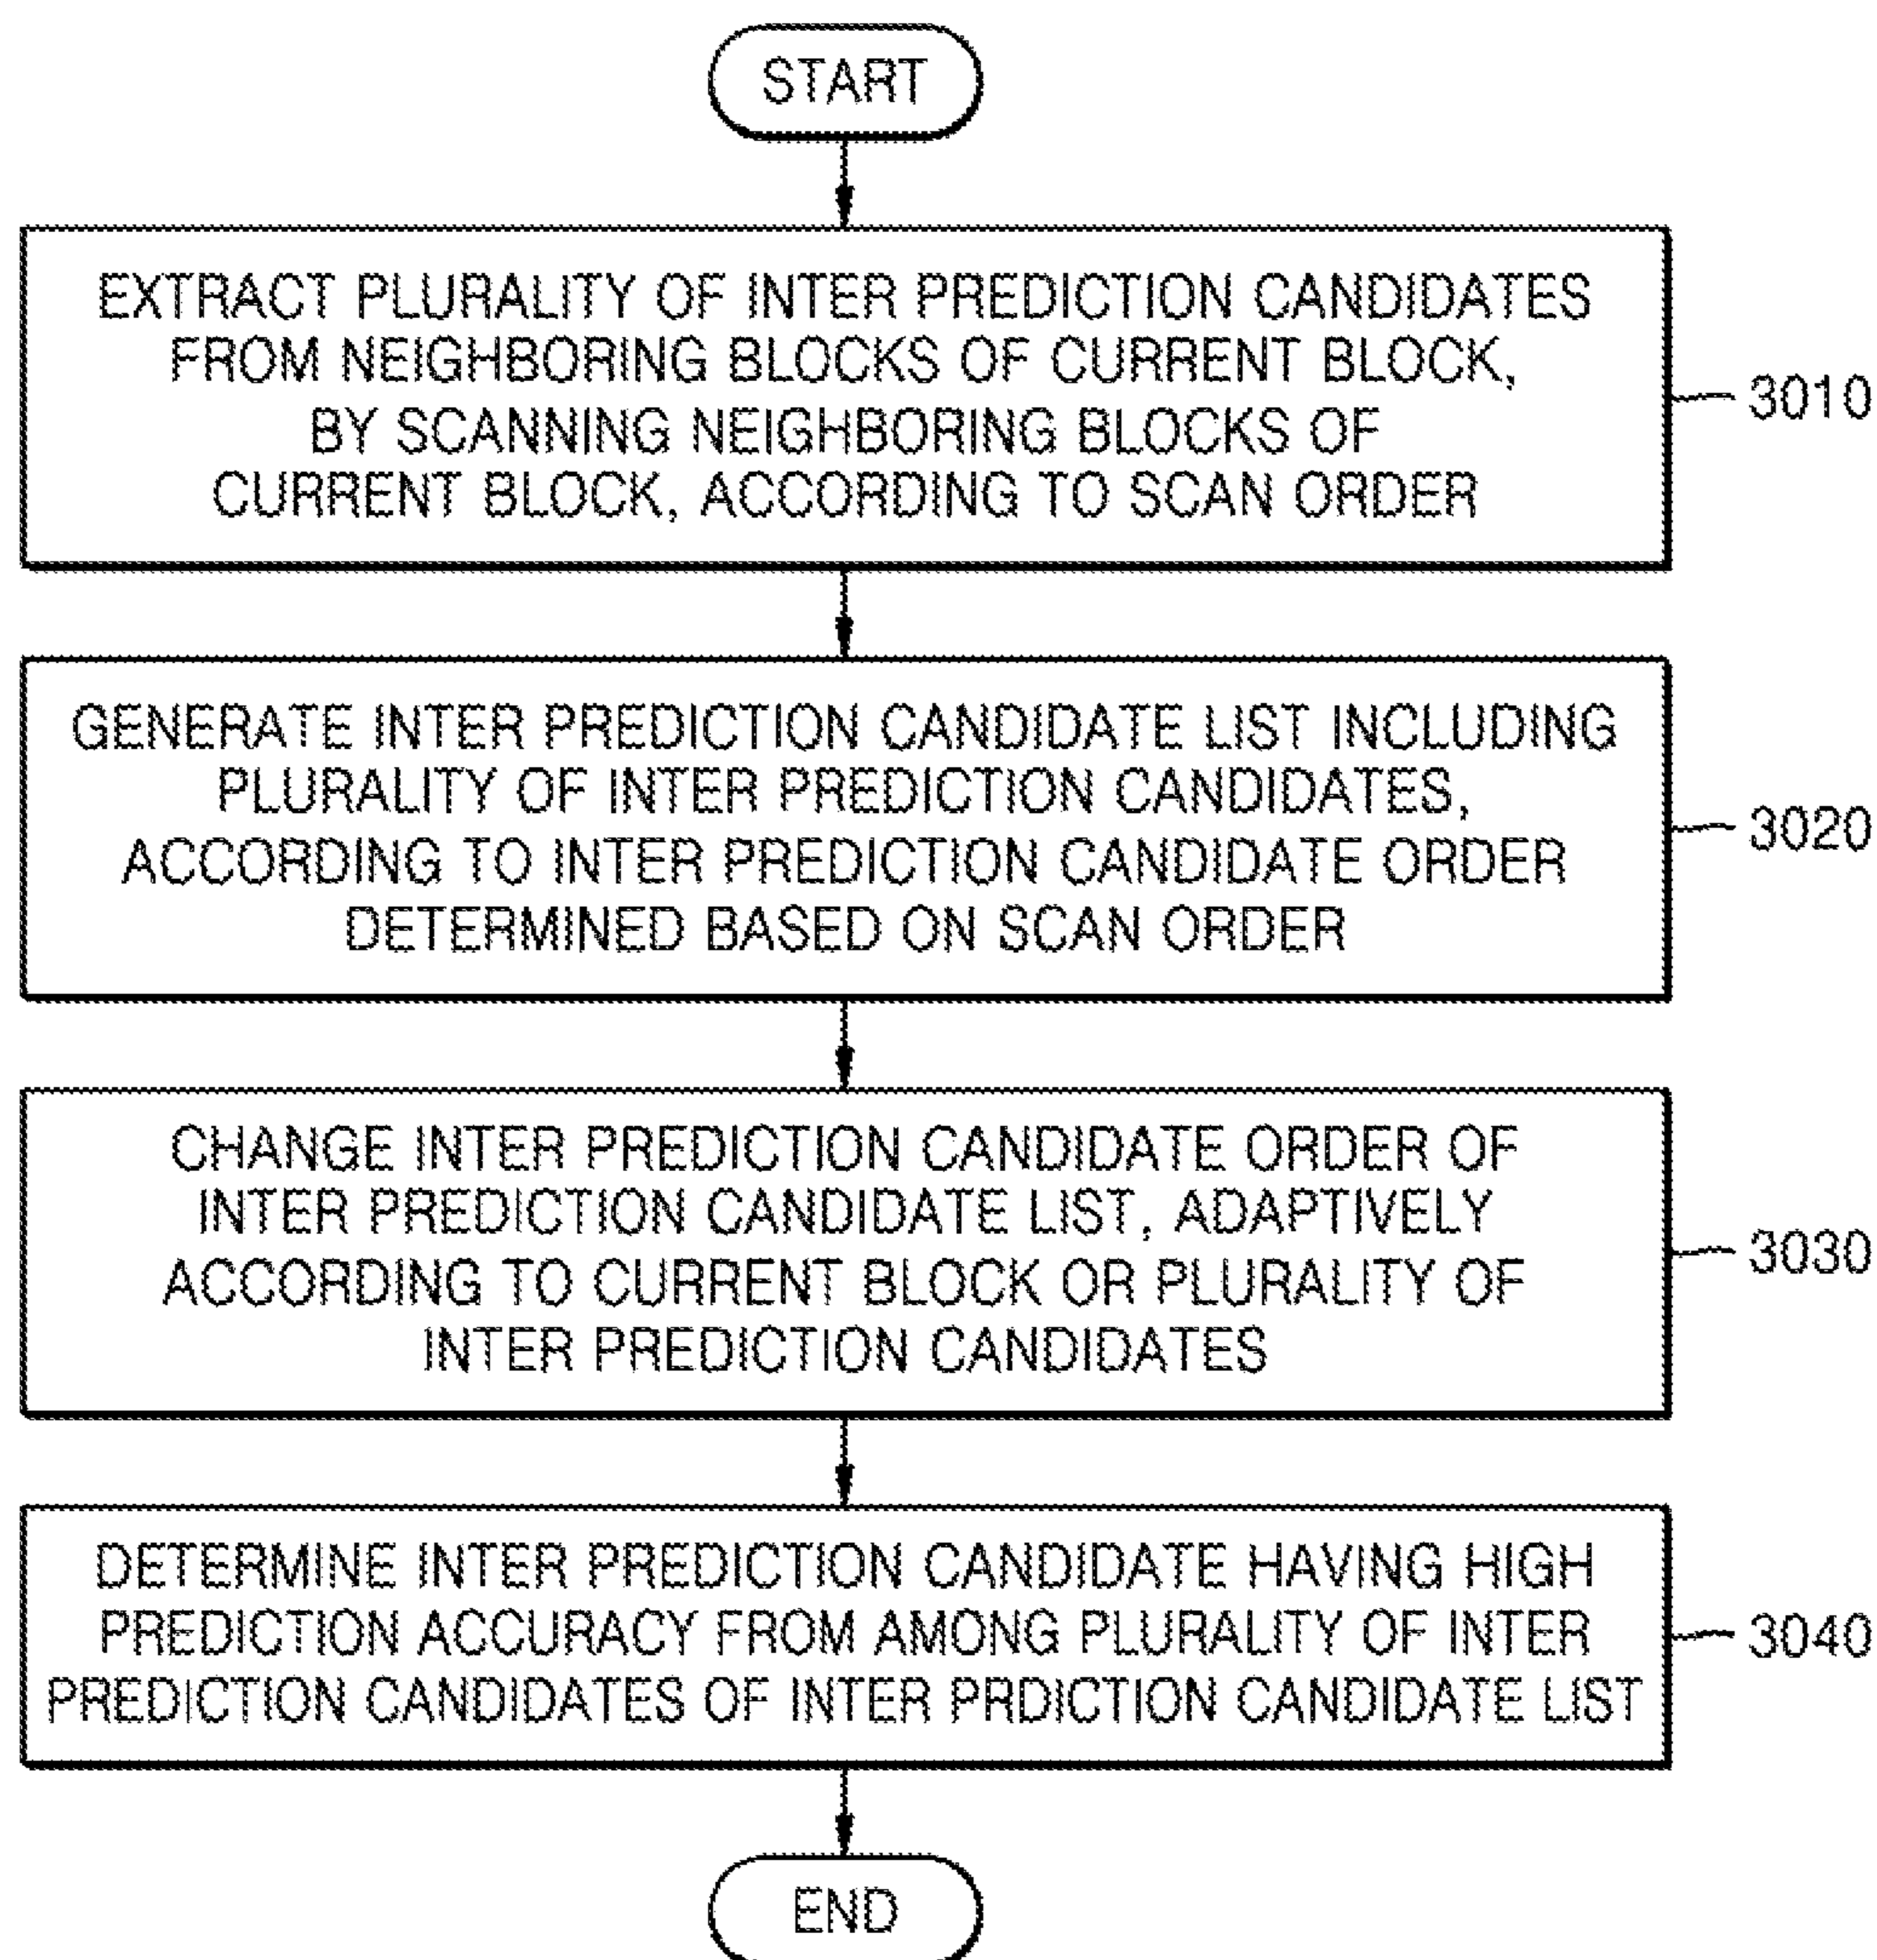 START
EXTRACT PLURALITY OF INTER PREDICTION CANDIDATES
FROM NEIGHBORING BLOCKS OF CURRENT BLOCK,
BY SCANNING NEIGHBORING BLOCKS OF
CURRENT BLOCK, ACCORDING TO SCAN ORDER
3010
GENERATE INTER PREDICTION CANDIDATE LIST INCLUDING
PLURALITY OF INTER PREDICTION CANDIDATES,
ACCORDING TO INTER PREDICTION CANDIDATE ORDER
DETERMINED BASED ON SCAN ORDER
3020
CHANGE INTER PREDICTION CANDIDATE ORDER OF
INTER PREDICTION CANDIDATE LIST, ADAPTIVELY
ACCORDING TO CURRENT BLOCK OR PLURALITY OF
INTER PREDICTION CANDIDATES
3030
DETERMINE INTER PREDICTION CANDIDATE HAVING HIGH
PREDICTION ACCURACY FROM AMONG PLURALITY OF INTER
PREDICTION CANDIDATES OF INTER PRDICTION CANDIDATE LIST
3040
END